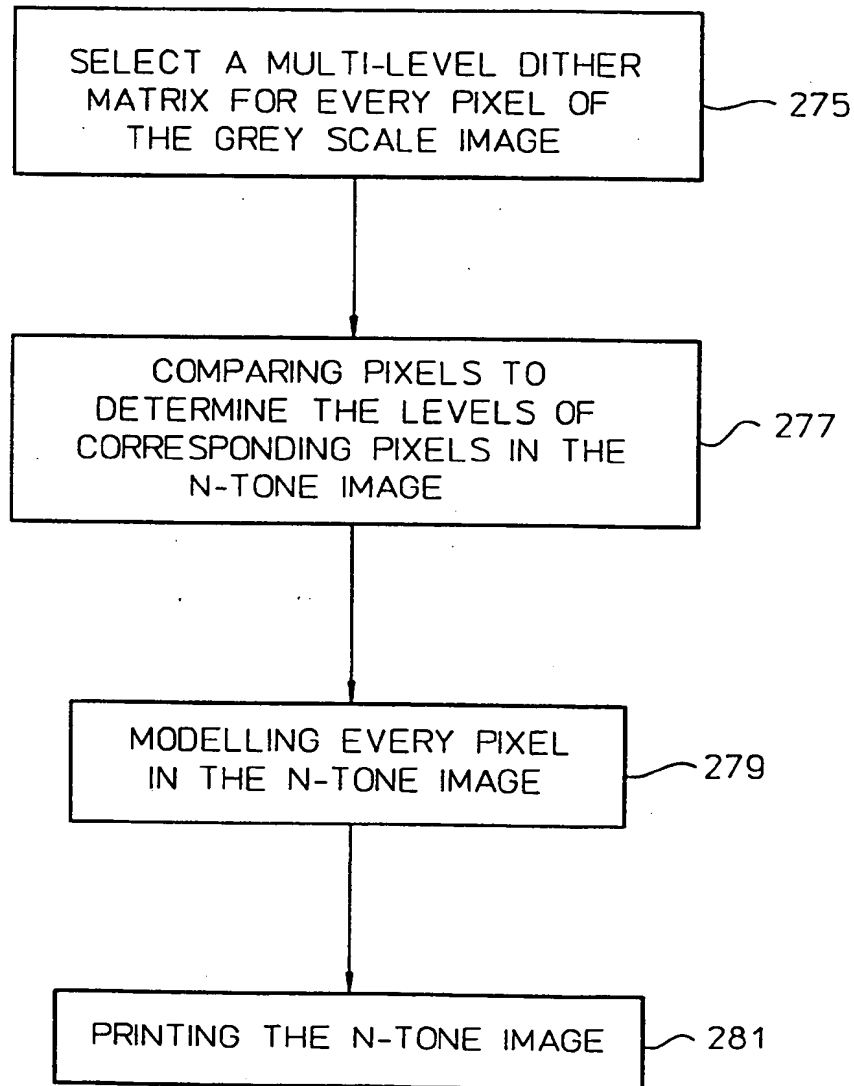 SELECT A MULTI-LEVEL DITHER
MATRIX FOR EVERY PIXEL OF
THE GREY SCALE IMAGE
275
COMPARING PIXELS TO
DETERMINE THE LEVELS OF
CORRESPONDING PIXELS IN THE
N-TONE IMAGE
277
MODELLING EVERY PIXEL
IN THE N-TONE IMAGE
279
PRINTING THE N-TONE IMAGE
281